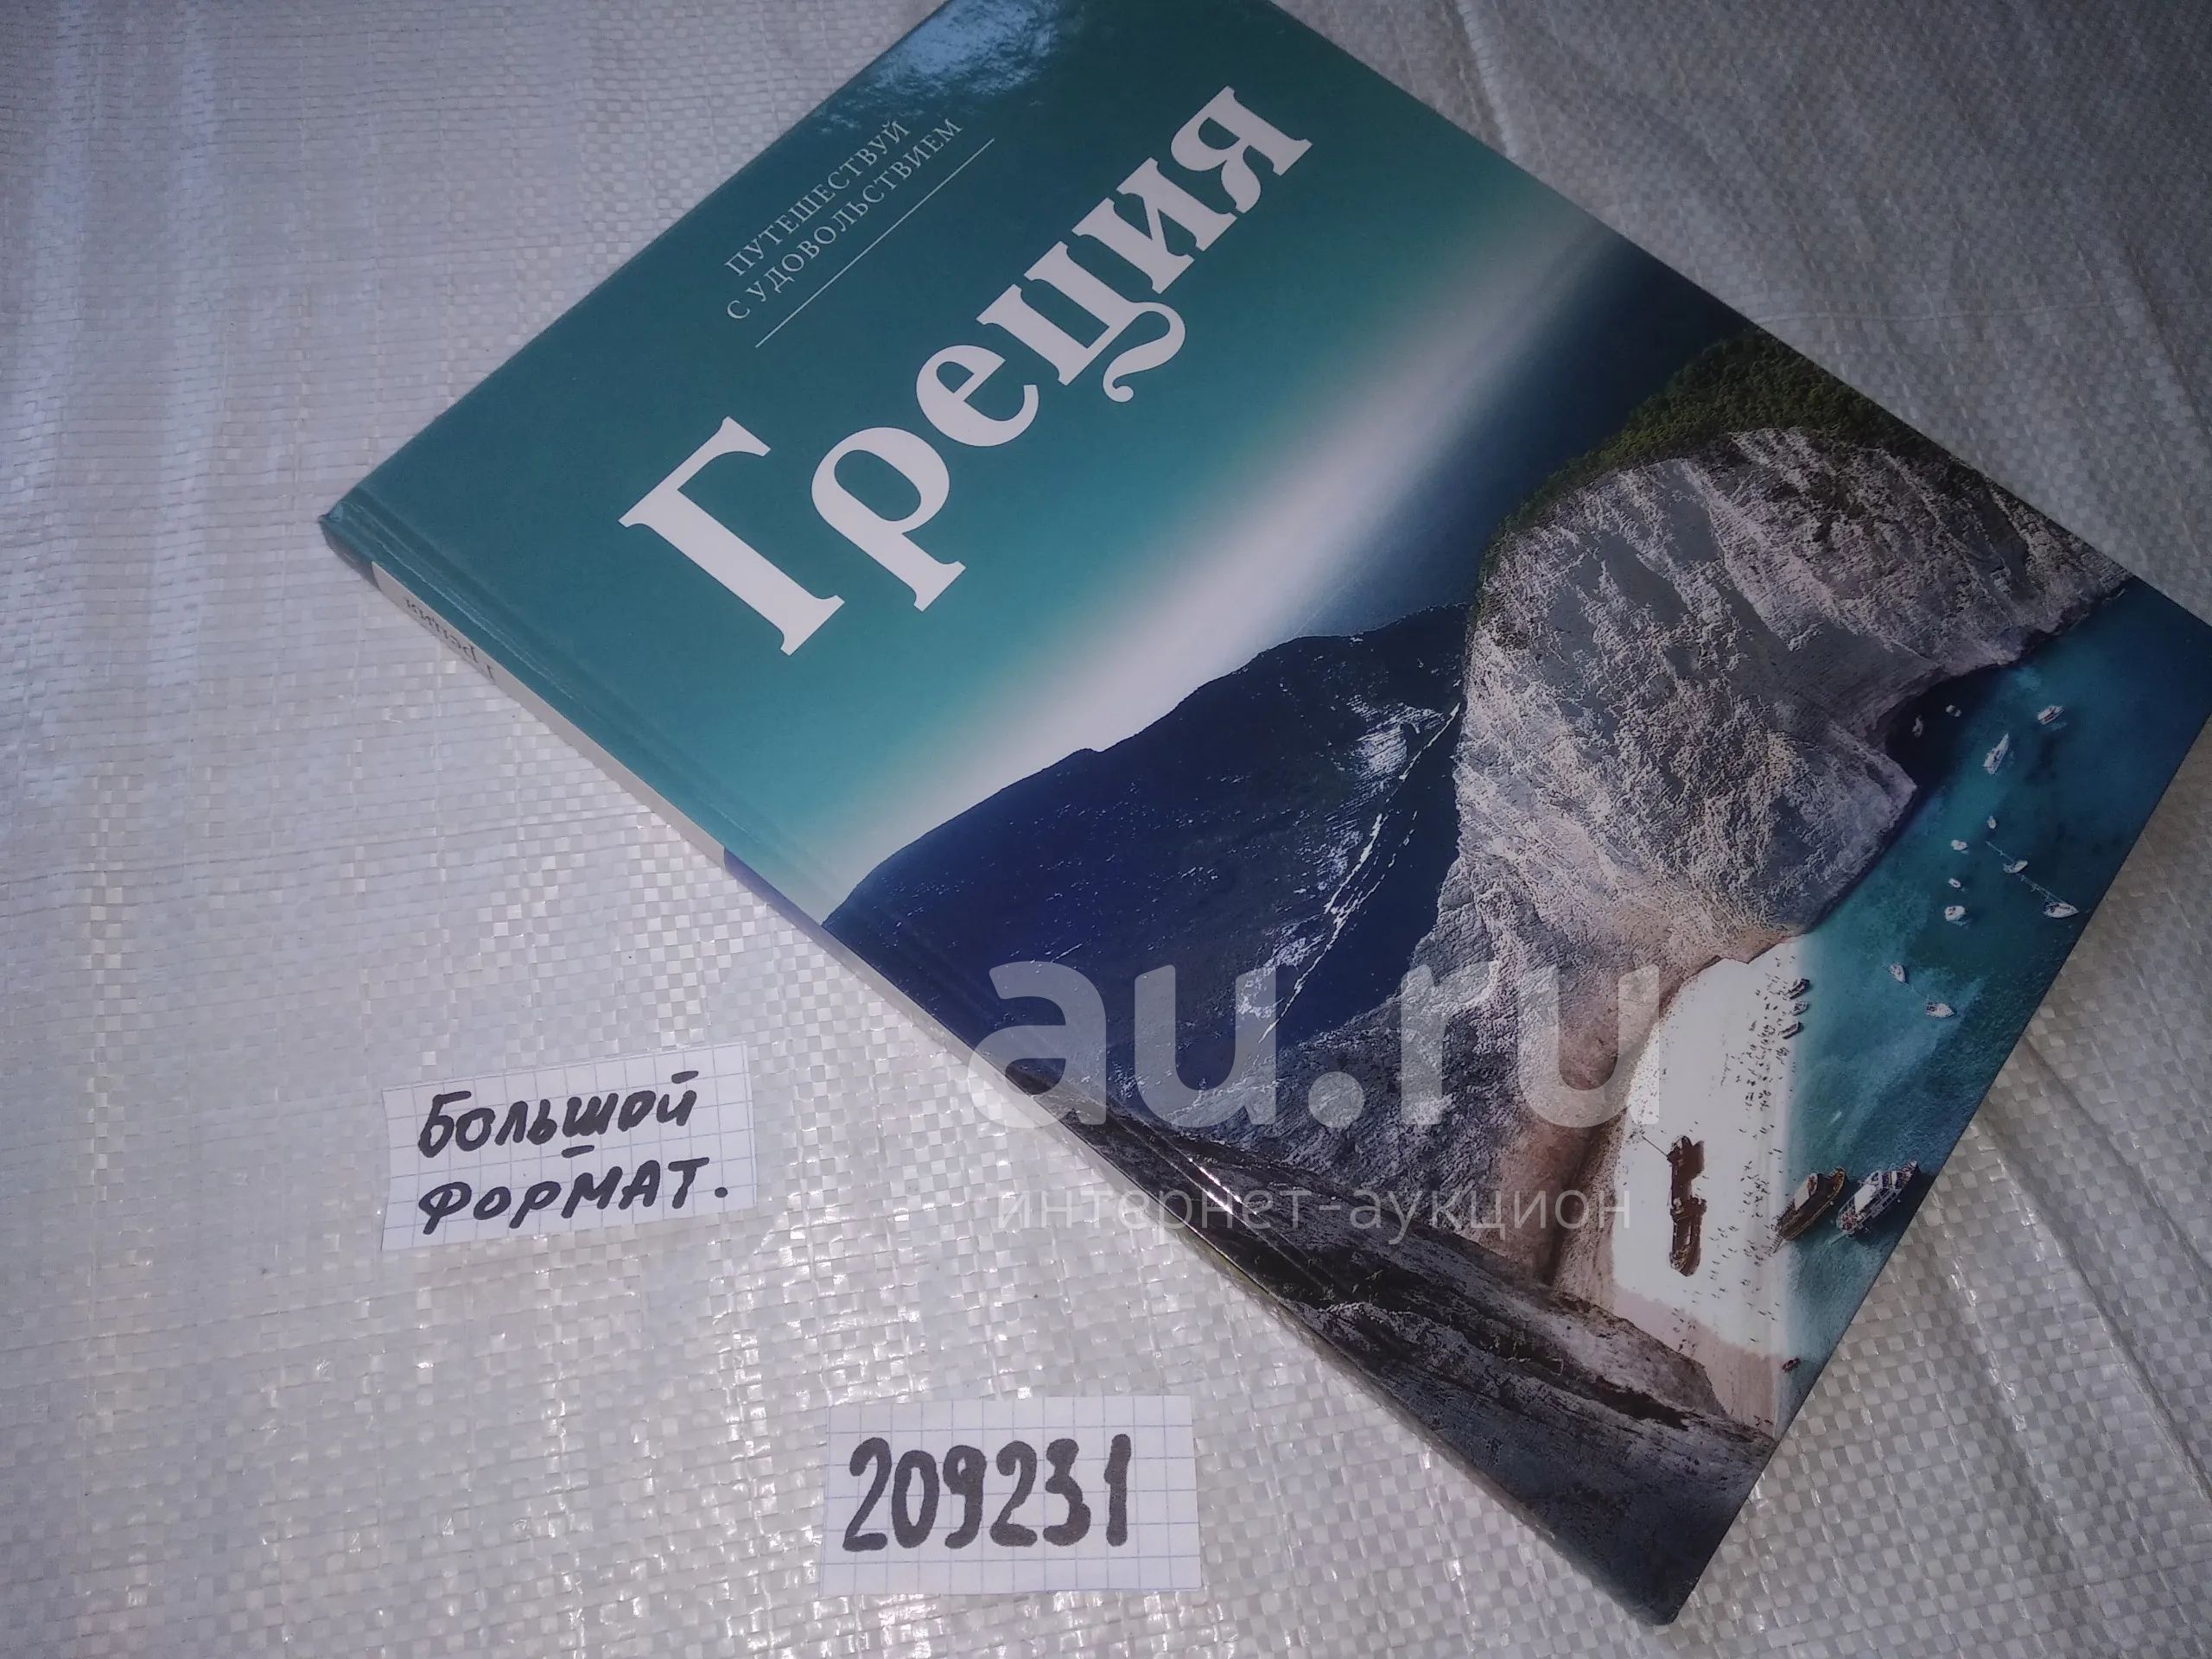 ПУТЕШЕСТВУЙ
С УДОВОЛЬСТВИЕМ
Греция
Греция
au.ru
интернет-аукцион
БОЛЬШОЙ
ФОРМАТ.
209231